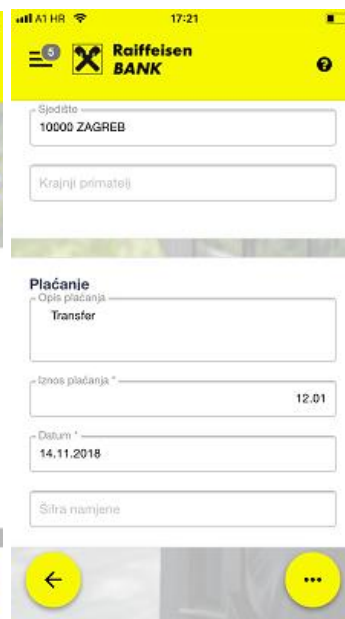 A1 HR 17:21
5
Raiffeisen
BANK
?
Sjedište
10000 ZAGREB
Krajnji primatelj
Plaćanje
Opis plaćanja
Transfer
Iznos plaćanja *
12.01
Datum *
14.11.2018
Šifra namjene